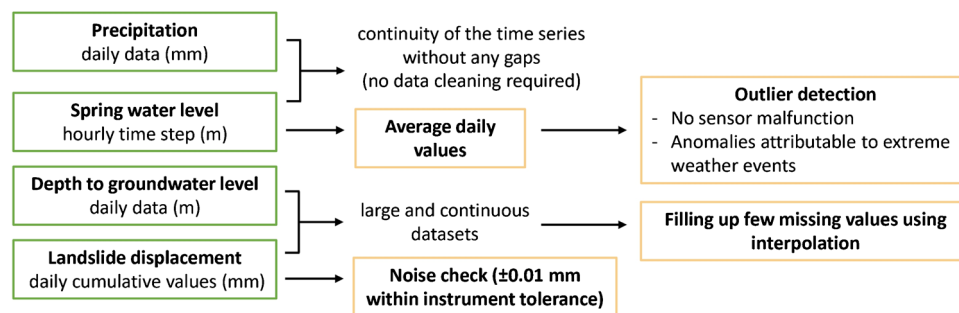 Precipitation
daily data (mm)
continuity of the time series
without any gaps
(no data cleaning required)
Spring water level
hourly time step (m)
Average daily
values
Outlier detection
- No sensor malfunction
- Anomalies attributable to extreme
weather events
Depth to groundwater level
daily data (m)
large and continuous
datasets
Filling up few missing values using
interpolation
Landslide displacement
daily cumulative values (mm)
Noise check (±0.01 mm
within instrument tolerance)